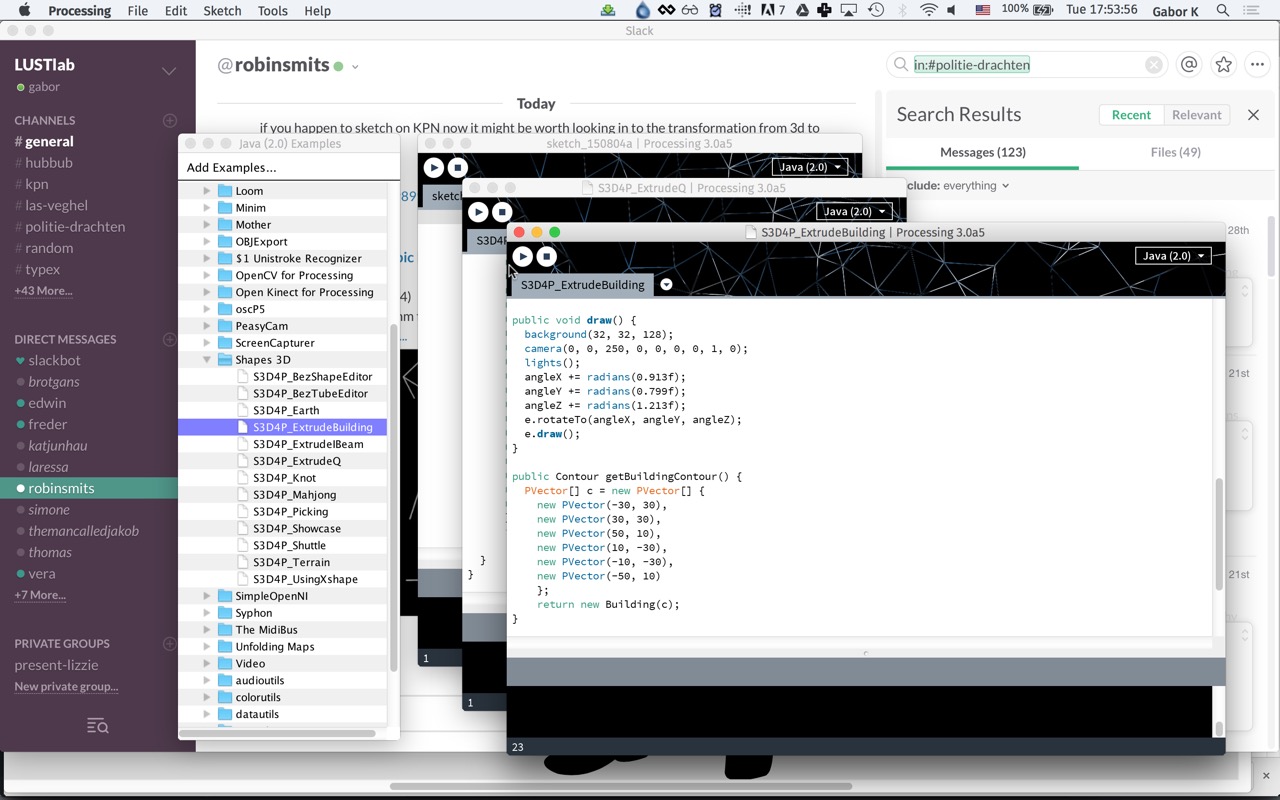 Processing File Edit Sketch Tools Help
7 100% Tue 17:53:56 Gabor K
Slack
LUSTlab
gabor
CHANNELS
# general
# hubbub
# kpn
# las-veghel
# politie-drachten
# random
# typex
+43 More...
DIRECT MESSAGES
slackbot
brotgans
edwin
freder
katjunhau
laressa
robinsmits
simone
themancalledjakob
thomas
vera
+7 More...
PRIVATE GROUPS
present-lizzie
New private group...
@robinsmits
Today
if you happen to sketch on KPN now it might be worth looking in to the transformation from 3d to
in:#politie-drachten
Search Results
Recent Relevant
Messages (123) Files (49)
clude: everything
28th
21st
21st
Java (2.0) Examples
Add Examples...
Loom
Minim
Mother
OBJExport
$1 Unistroke Recognizer
OpenCV for Processing
Open Kinect for Processing
oscP5
PeasyCam
ScreenCapturer
Shapes 3D
S3D4P_BezShapeEditor
S3D4P_BezTubeEditor
S3D4P_Earth
S3D4P_ExtrudeBuilding
S3D4P_ExtrudeIBeam
S3D4P_ExtrudeQ
S3D4P_Knot
S3D4P_Mahjong
S3D4P_Picking
S3D4P_Showcase
S3D4P_Shuttle
S3D4P_Terrain
S3D4P_UsingXshape
SimpleOpenNI
Syphon
The MidiBus
Unfolding Maps
Video
audioutils
colorutils
datautils
89
pic
4)
...
sketch_150804a | Processing 3.0a5
Java (2.0)
sketc
1
S3D4P_ExtrudeQ | Processing 3.0a5
Java (2.0)
S3D4P
}
}
1
S3D4P_ExtrudeBuilding | Processing 3.0a5
Java (2.0)
S3D4P_ExtrudeBuilding
public void draw() {
background(32, 32, 128);
camera(0, 0, 250, 0, 0, 0, 0, 1, 0);
lights();
angleX += radians(0.913f);
angleY += radians(0.799f);
angleZ += radians(1.213f);
e.rotateTo(angleX, angleY, angleZ);
e.draw();
}
public Contour getBuildingContour() {
PVector[] c = new PVector[] {
new PVector(-30, 30),
new PVector(30, 30),
new PVector(50, 10),
new PVector(10, -30),
new PVector(-10, -30),
new PVector(-50, 10)
};
return new Building(c);
}
23